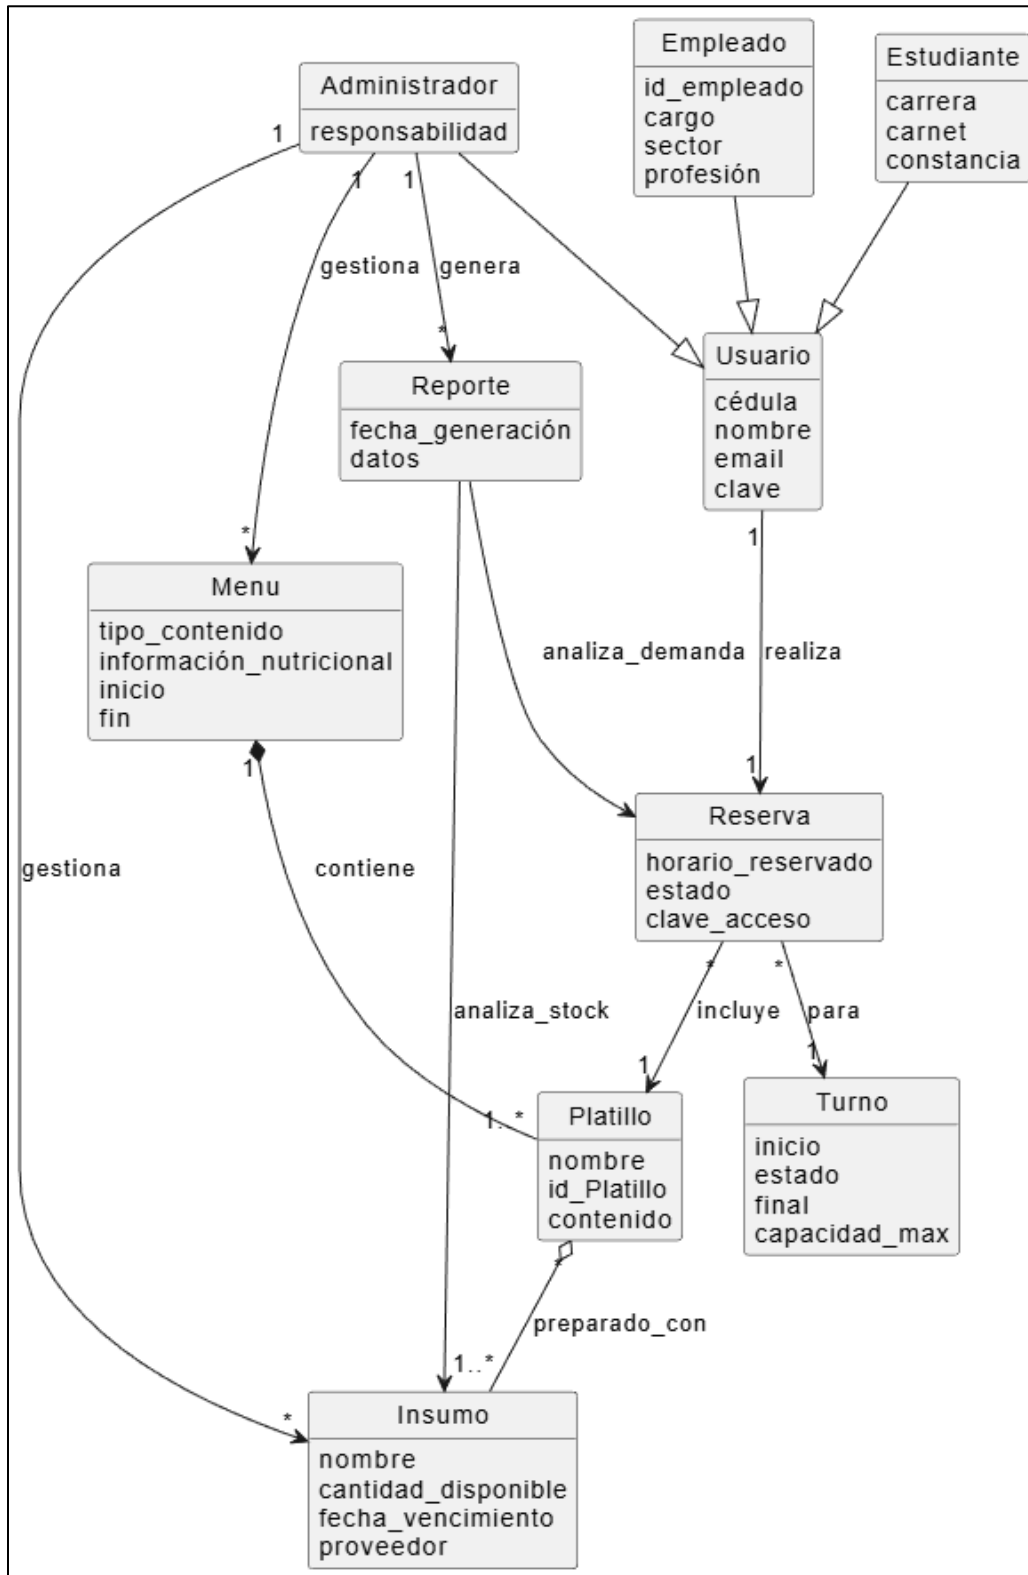 Empleado
id_empleado
cargo
sector
profesión
Estudiante
carrera
carnet
constancia
Administrador
responsabilidad
1
1
1
gestiona
genera
*
Reporte
fecha_generación
datos
Usuario
cédula
nombre
email
clave
1
*
Menu
tipo_contenido
información_nutricional
inicio
fin
1
analiza_demanda
realiza
1
Reserva
horario_reservado
estado
clave_acceso
gestiona
contiene
*
*
analiza_stock
incluye
para
1
1
1..*
Platillo
nombre
id_Platillo
contenido
Turno
inicio
estado
final
capacidad_max
*
preparado_con
1..*
*
Insumo
nombre
cantidad_disponible
fecha_vencimiento
proveedor